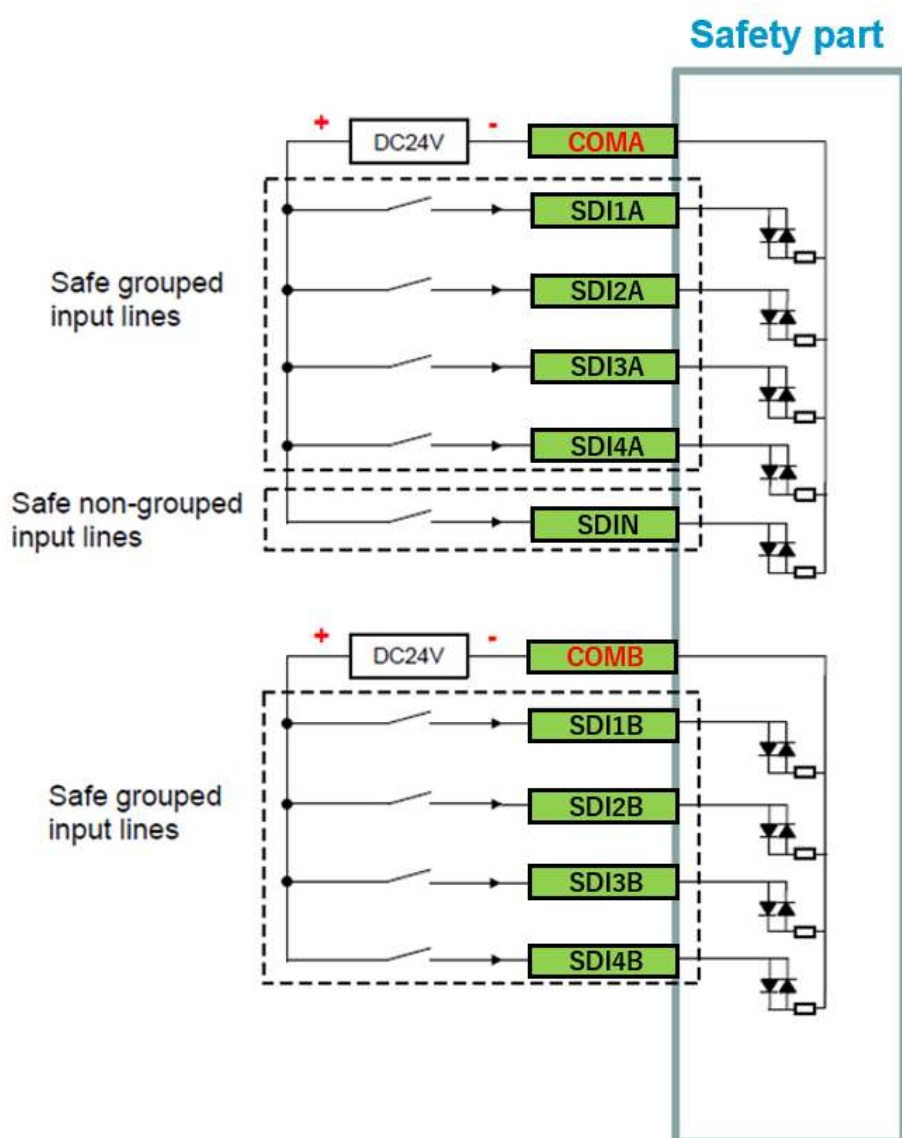 Safety part
+
DC24V
-
COMA
SDI1A
Safe grouped
input lines
SDI2A
SDI3A
SDI4A
Safe non-grouped
input lines
SDIN
+
DC24V
-
COMB
SDI1B
Safe grouped
input lines
SDI2B
SDI3B
SDI4B